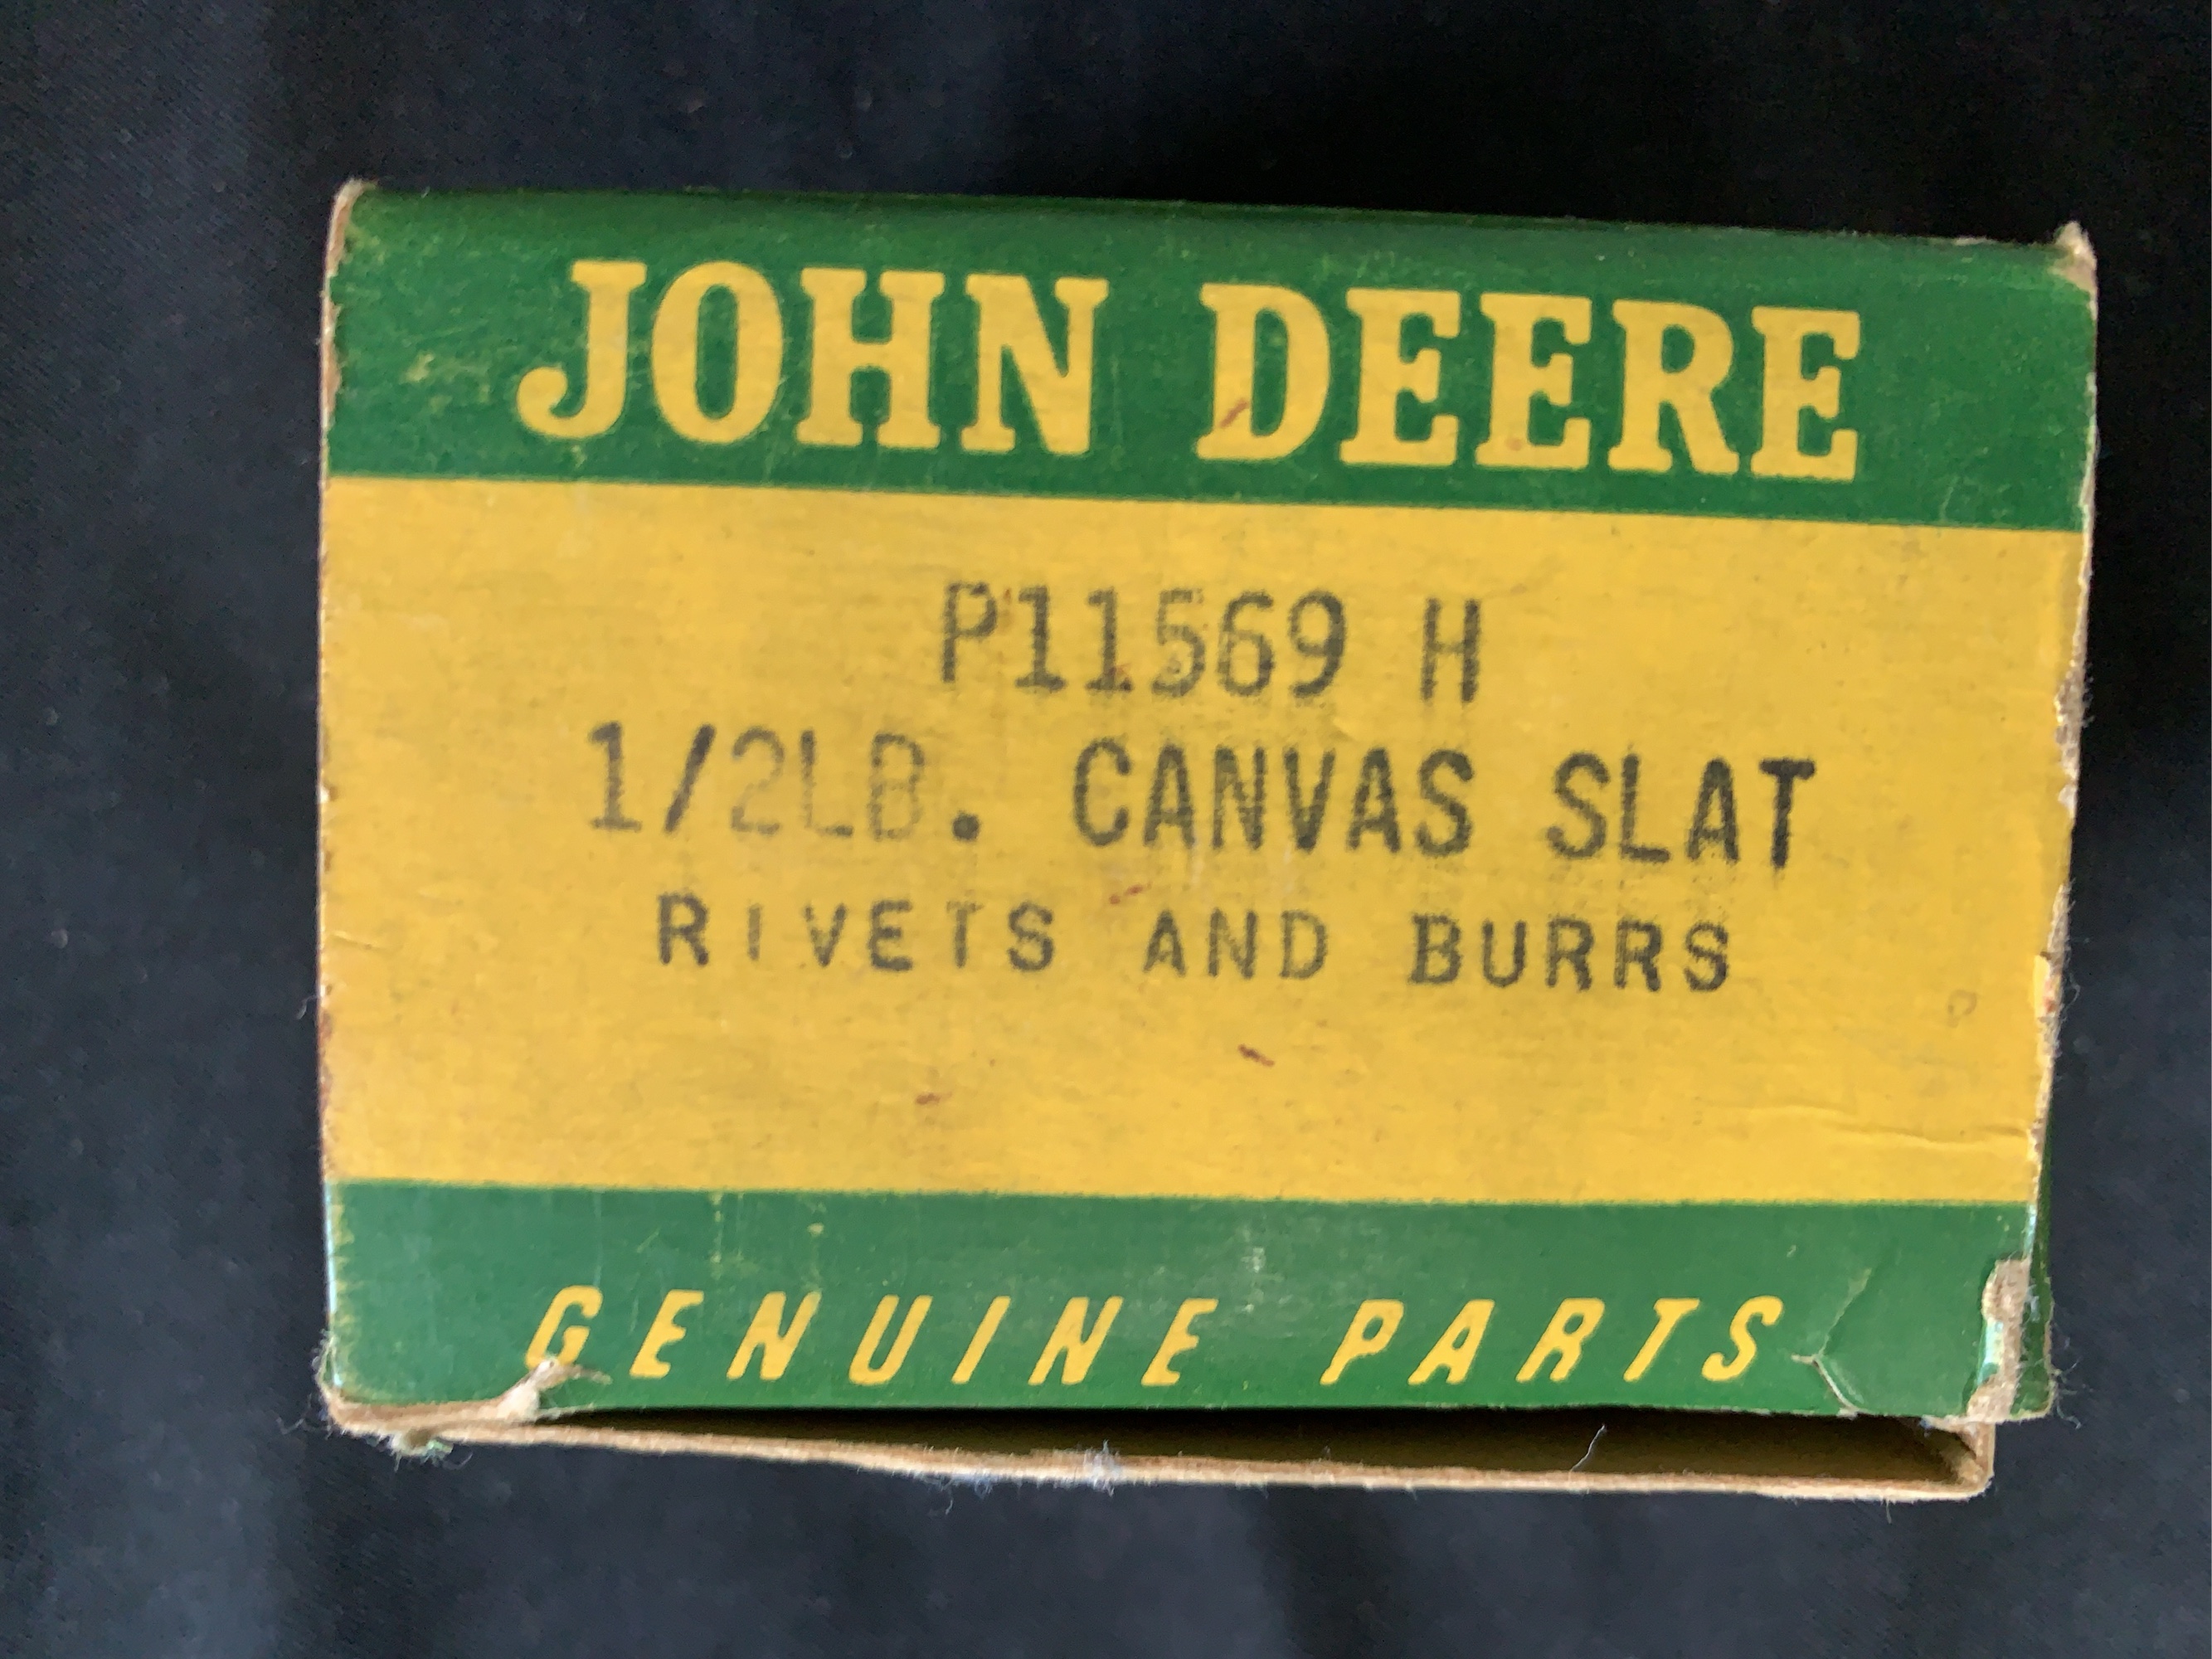 JOHN DEERE
P11569 H
1/2LB. CANVAS SLAT
RIVETS AND BURRS
GENUINE PARTS